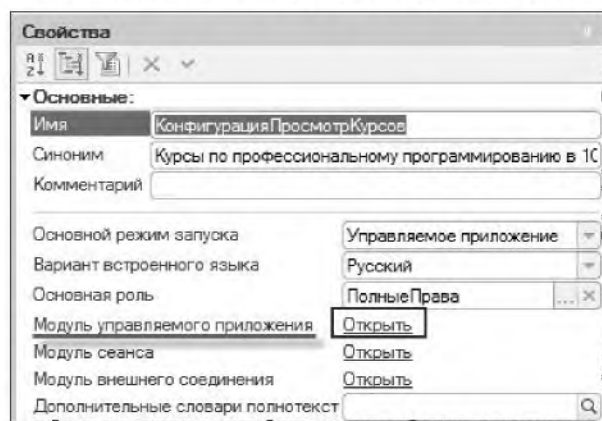 Свойства
Основные:
Имя КонфигурацияПросмотрКурсов
Синоним Курсы по профессиональному программированию в 1С
Комментарий
Основной режим запуска Управляемое приложение
Вариант встроенного языка Русский
Основная роль ПолныеПрава ...
Модуль управляемого приложения Открыть
Модуль сеанса Открыть
Модуль внешнего соединения Открыть
Дополнительные словари полнотекст